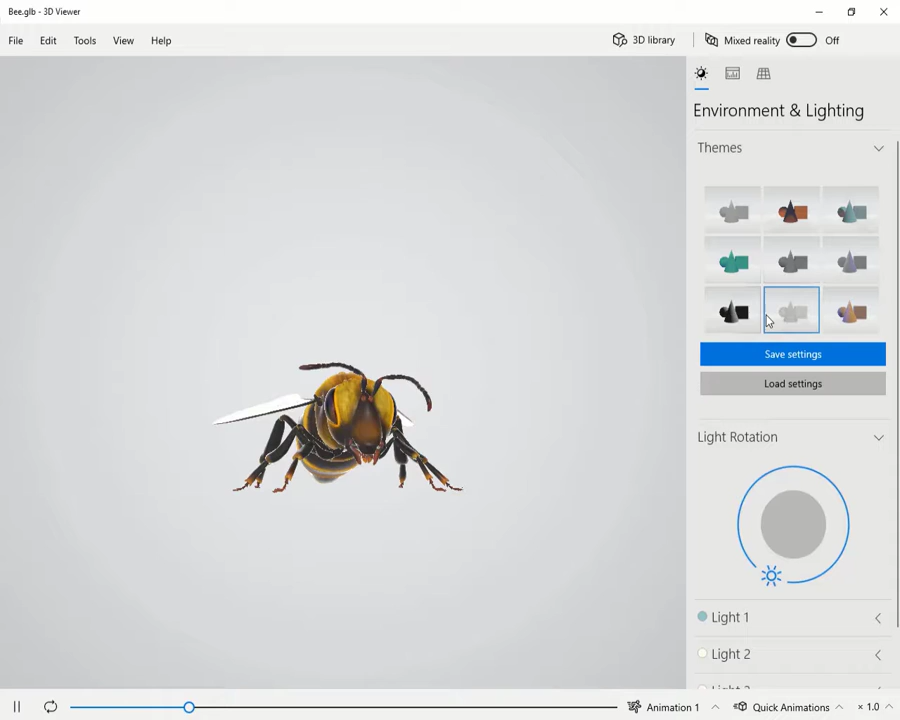 Bee.glb - 3D Viewer
File Edit Tools View Help 3D library Mixed reality Off
Environment & Lighting
Themes
Save settings
Load settings
Light Rotation
Light 1
Light 2
Animation 1 Quick Animations × 1.0